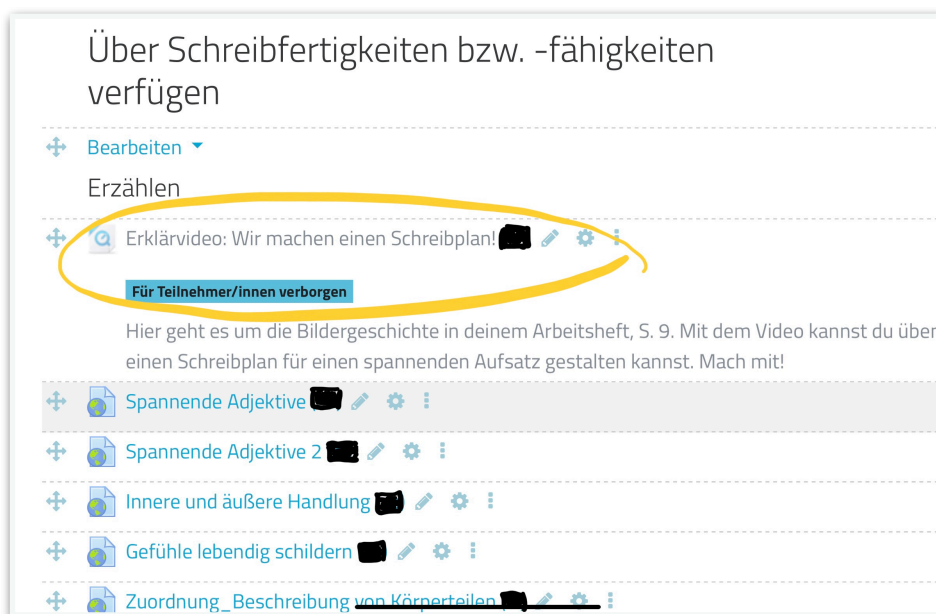 Über Schreibfertigkeiten bzw. -fähigkeiten
verfügen
Bearbeiten
Erzählen
Erklärvideo: Wir machen einen Schreibplan!
Für Teilnehmer/innen verborgen
Hier geht es um die Bildergeschichte in deinem Arbeitsheft, S. 9. Mit dem Video kannst du über
einen Schreibplan für einen spannenden Aufsatz gestalten kannst. Mach mit!
Spannende Adjektive
Spannende Adjektive 2
Innere und äußere Handlung
Gefühle lebendig schildern
Zuordnung_Beschreibung von Körperteilen